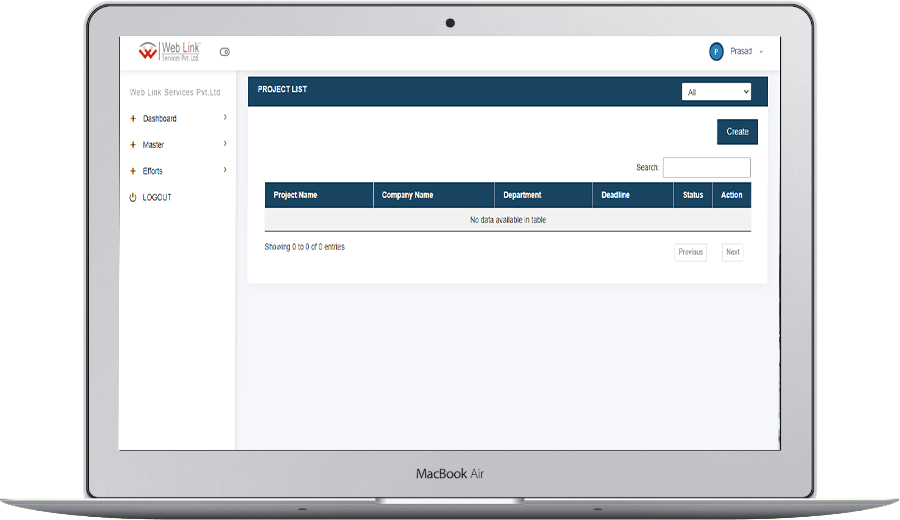 Web Link
Services Pvt. Ltd.
P
Prasad
Web Link Services Pvt.Ltd
Dashboard
Master
Efforts
LOGOUT
PROJECT LIST
All
Create
Search:
Project Name Company Name Department Deadline Status Action
No data available in table
Showing 0 to 0 of 0 entries
Previous Next
MacBook Air